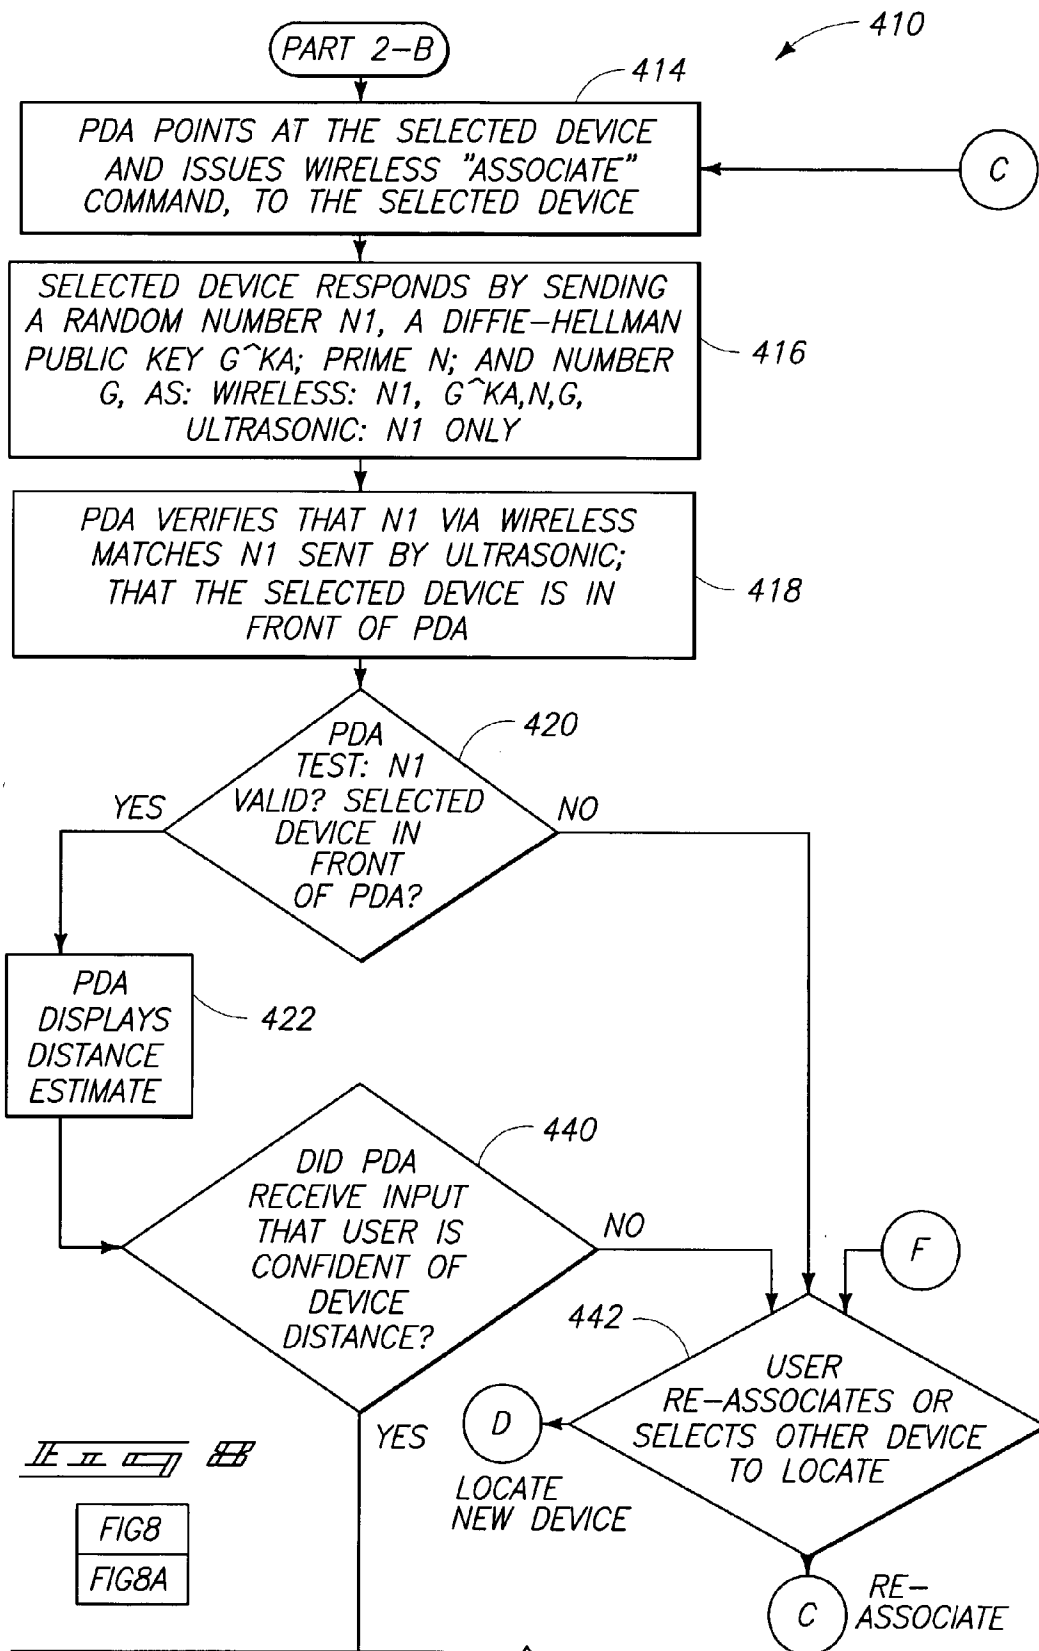 PART 2-B
410
414
PDA POINTS AT THE SELECTED DEVICE
AND ISSUES WIRELESS "ASSOCIATE"
COMMAND, TO THE SELECTED DEVICE
C
SELECTED DEVICE RESPONDS BY SENDING
A RANDOM NUMBER N1, A DIFFIE-HELLMAN
PUBLIC KEY G^KA; PRIME N; AND NUMBER
G, AS: WIRELESS: N1, G^KA,N,G,
ULTRASONIC: N1 ONLY
416
PDA VERIFIES THAT N1 VIA WIRELESS
MATCHES N1 SENT BY ULTRASONIC;
THAT THE SELECTED DEVICE IS IN
FRONT OF PDA
418
420
PDA
TEST: N1
VALID? SELECTED
DEVICE IN
FRONT
OF PDA?
YES
NO
PDA
DISPLAYS
DISTANCE
ESTIMATE
422
440
DID PDA
RECEIVE INPUT
THAT USER IS
CONFIDENT OF
DEVICE
DISTANCE?
NO
YES
F
442
USER
RE-ASSOCIATES OR
SELECTS OTHER DEVICE
TO LOCATE
D
LOCATE
NEW DEVICE
C
RE-
ASSOCIATE
Fig 8
FIG8
FIG8A